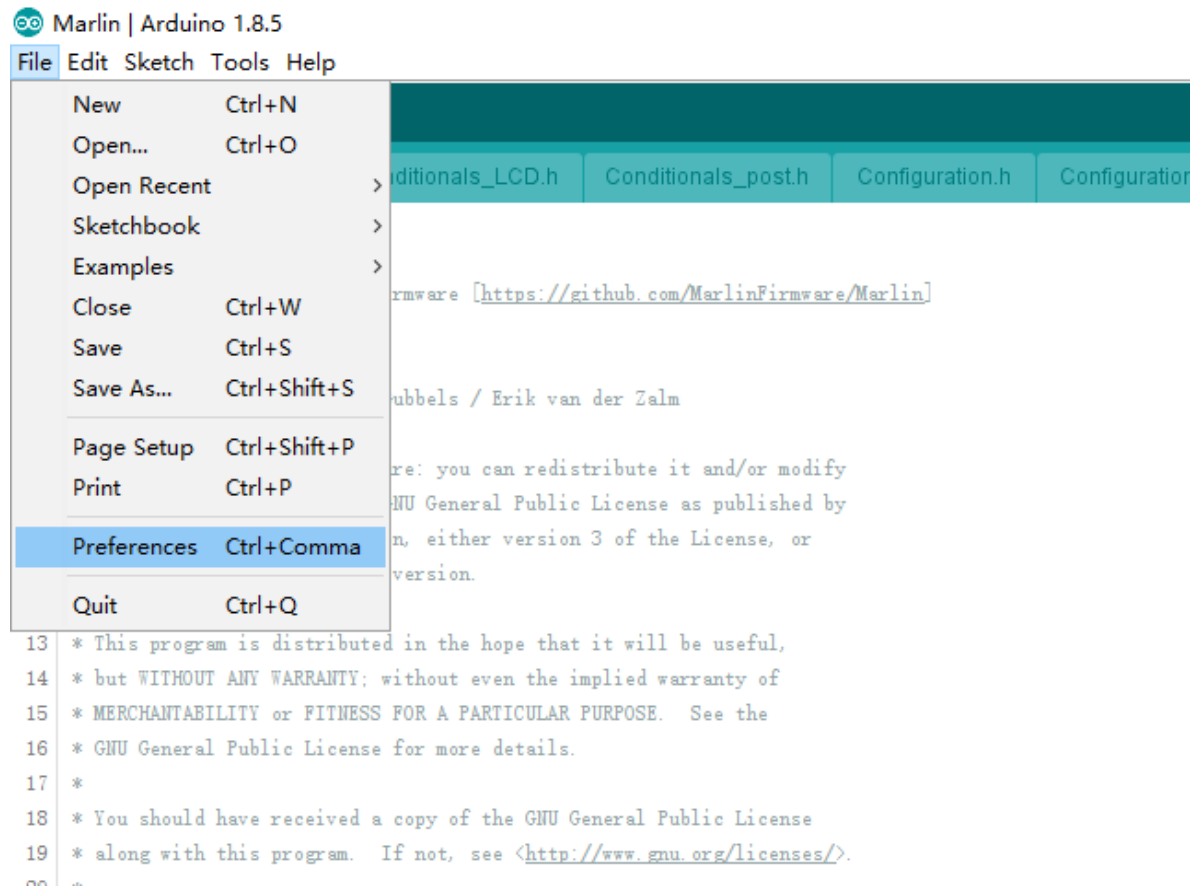 Marlin | Arduino 1.8.5
File Edit Sketch Tools Help
New Ctrl+N
Open... Ctrl+O
Open Recent
Sketchbook
Examples
Close Ctrl+W
Save Ctrl+S
Save As... Ctrl+Shift+S
Page Setup Ctrl+Shift+P
Print Ctrl+P
Preferences Ctrl+Comma
Quit Ctrl+Q
Conditionals_post.h Configuration.h
[https://github.com/MarlinFirmware/Marlin]
/ Erik van der Zalm
you can redistribute it and/or modify
General Public License as published by
either version 3 of the License, or
version.
13 * This program is distributed in the hope that it will be useful,
14 * but WITHOUT ANY WARRANTY; without even the implied warranty of
15 * MERCHANTABILITY or FITNESS FOR A PARTICULAR PURPOSE. See the
16 * GNU General Public License for more details.
17 *
18 * You should have received a copy of the GNU General Public License
19 * along with this program. If not, see <http://www.gnu.org/licenses/>.